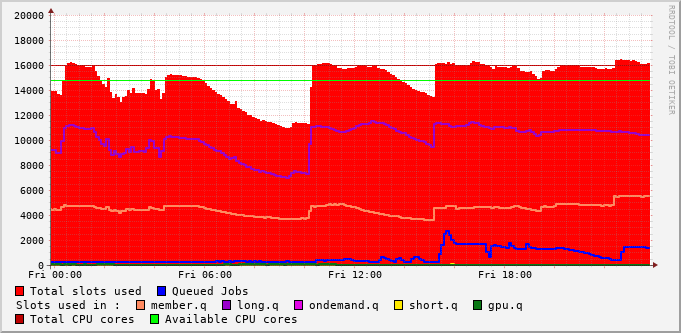 20000
18000
16000
14000
12000
10000
8000
6000
4000
2000
0
Fri 00:00 Fri 06:00 Fri 12:00 Fri 18:00
Total slots used Queued Jobs
Slots used in : member.q long.q ondemand.q short.q gpu.q
Total CPU cores Available CPU cores
RRDTOOL / TOBI OETIKER